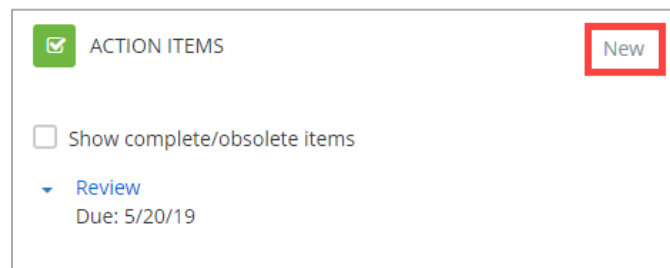 ACTION ITEMS
New
Show complete/obsolete items
Review
Due: 5/20/19